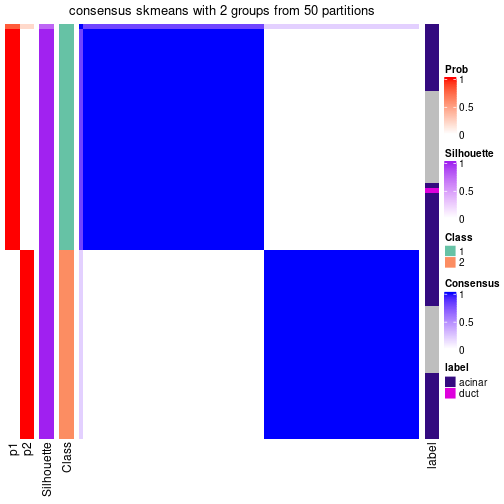 consensus skmeans with 2 groups from 50 partitions
Prob
1
0.5
0
Silhouette
1
0.5
0
Class
1
2
Consensus
1
0.5
0
label
acinar
duct
p1
p2
Silhouette
Class
label